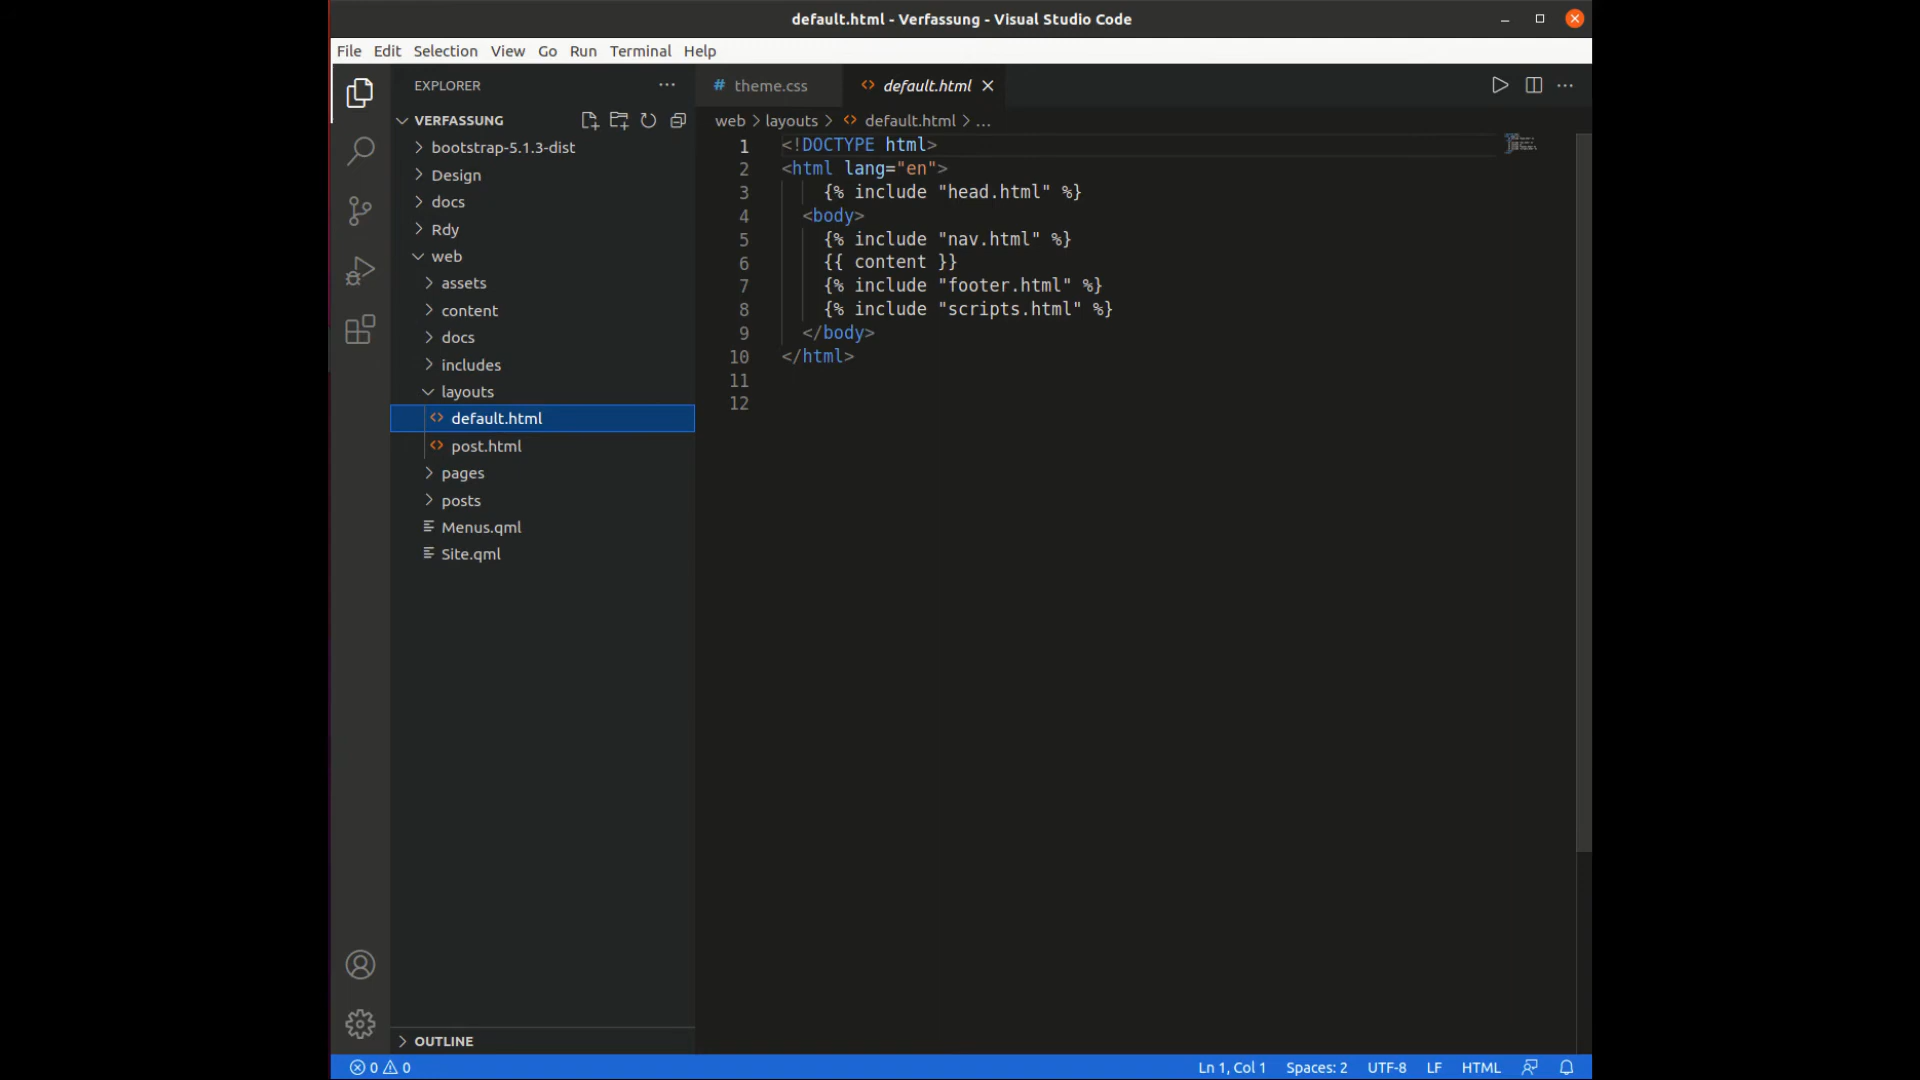 default.html - Verfassung - Visual Studio Code
File Edit Selection View Go Run Terminal Help
EXPLORER
VERFASSUNG
bootstrap-5.1.3-dist
Design
docs
Rdy
web
assets
content
docs
includes
layouts
default.html
post.html
pages
posts
Menus.qml
Site.qml
OUTLINE
# theme.css
<> default.html
web > layouts > <> default.html > ...
1 <!DOCTYPE html>
2 <html lang="en">
3 {% include "head.html" %}
4 <body>
5 {% include "nav.html" %}
6 {{ content }}
7 {% include "footer.html" %}
8 {% include "scripts.html" %}
9 </body>
10 </html>
11
12
0 0
Ln 1, Col 1 Spaces: 2 UTF-8 LF HTML